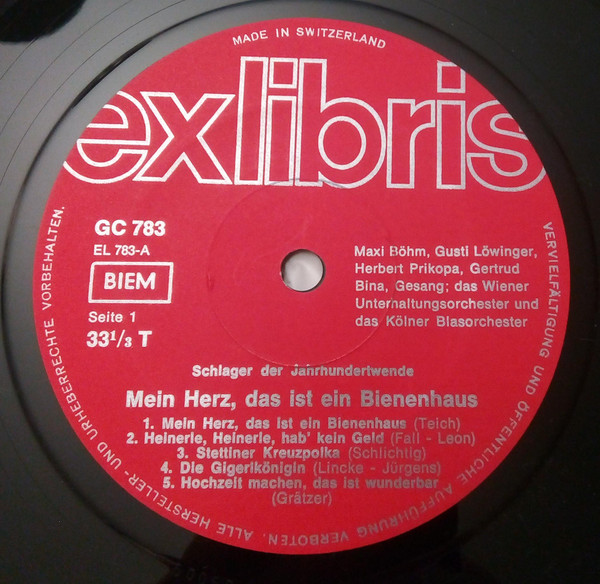 MADE IN SWITZERLAND
exlibris
GC 783
EL 783-A
BIEM
Seite 1
33 1/3 T
Maxi Böhm, Gusti Löwinger,
Herbert Prikopa, Gertrud
Bina, Gesang; das Wiener
Unterhaltungsorchester und
das Kölner Blasorchester
Schlager der Jahrhundertwende
Mein Herz, das ist ein Bienenhaus
1. Mein Herz, das ist ein Bienenhaus (Teich)
2. Heinerle, Heinerle, hab' kein Geld (Fall - Leon)
3. Stettiner Kreuzpolka (Schlichtig)
4. Die Gigerlkönigin (Lincke - Jürgens)
5. Hochzeit machen, das ist wunderbar
(Grätzer)
ALLE HERSTELLER- UND URHEBERRECHTE VORBEHALTEN.
VERVIELFÄLTIGUNG UND ÖFFENTLICHE AUFFÜHRUNG VERBOTEN.